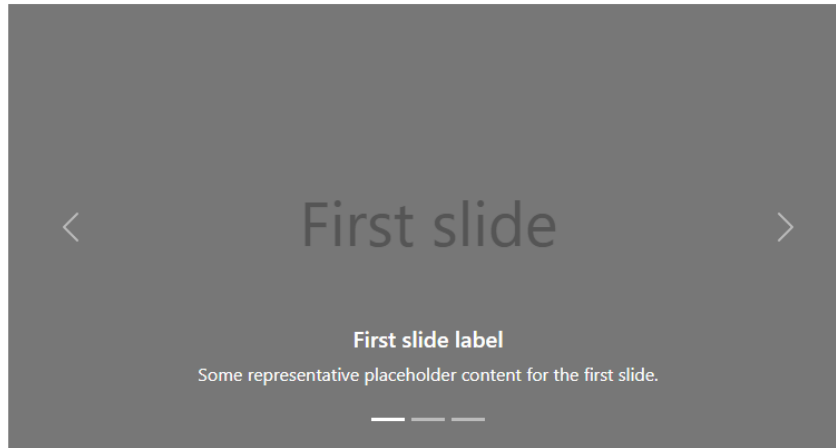 First slide
First slide label
Some representative placeholder content for the first slide.